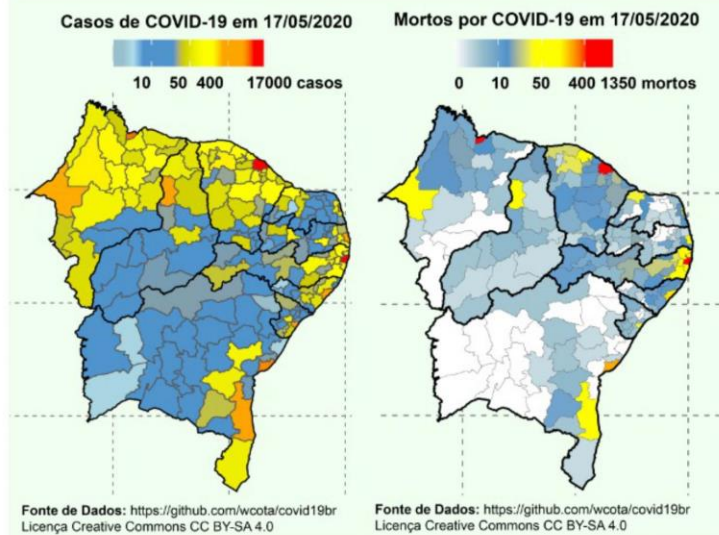 Casos de COVID-19 em 17/05/2020
10 50 400 17000 casos
Fonte de Dados: https://github.com/wcota/covid19br
Licença Creative Commons CC BY-SA 4.0
Mortos por COVID-19 em 17/05/2020
0 10 50 400 1350 mortos
Fonte de Dados: https://github.com/wcota/covid19br
Licença Creative Commons CC BY-SA 4.0